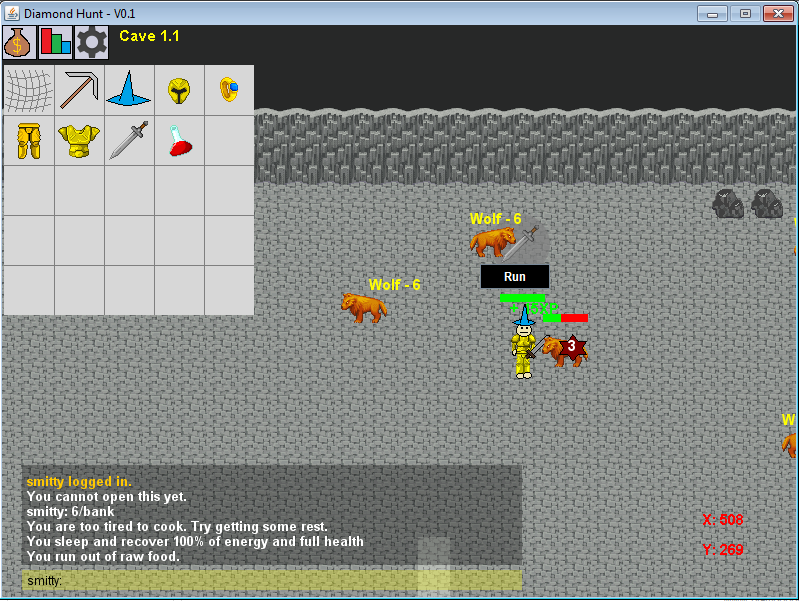 Diamond Hunt - V0.1
Cave 1.1
Wolf - 6
Run
Wolf - 6
3
W
smitty logged in.
You cannot open this yet.
smitty: 6/bank
You are too tired to cook. Try getting some rest.
You sleep and recover 100% of energy and full health
You run out of raw food.
smitty:
X: 508
Y: 269